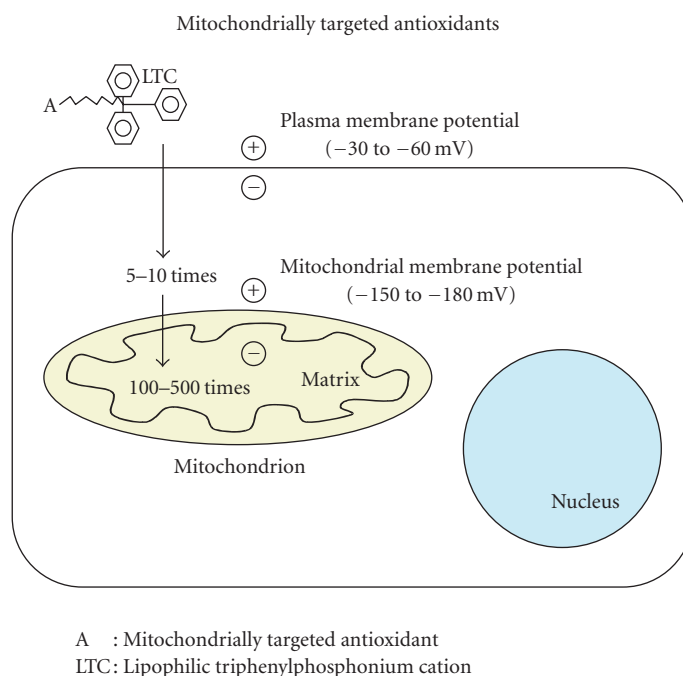 Mitochondrially targeted antioxidants
LTC
A
Plasma membrane potential
(−30 to −60 mV)
+
−
5–10 times
Mitochondrial membrane potential
(−150 to −180 mV)
+
−
Matrix
100–500 times
Mitochondrion
Nucleus
A : Mitochondrially targeted antioxidant
LTC: Lipophilic triphenylphosphonium cation